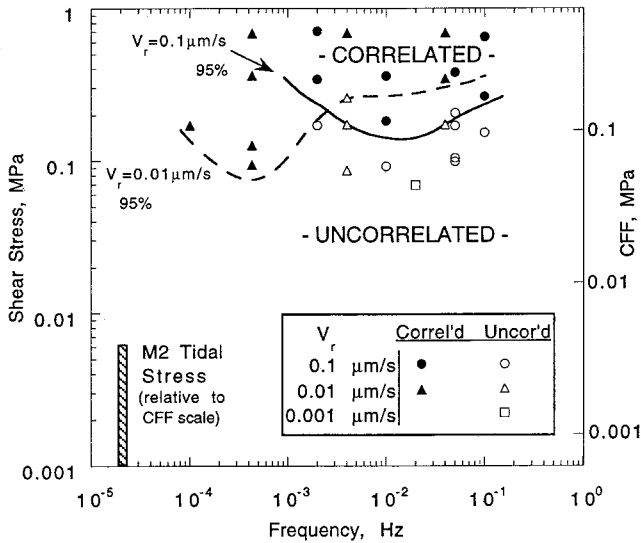 1
V_r=0.1μm/s
95%
- CORRELATED -
0.1
0.1
V_r=0.01μm/s
95%
- UNCORRELATED -
Shear Stress, MPa
CFF, MPa
0.01
0.01
M2 Tidal
Stress
(relative to
CFF scale)
V_r Correl'd Uncor'd
0.1 μm/s
0.01 μm/s
0.001 μm/s
0.001
0.001
10^-5 10^-4 10^-3 10^-2 10^-1 10^0
Frequency, Hz